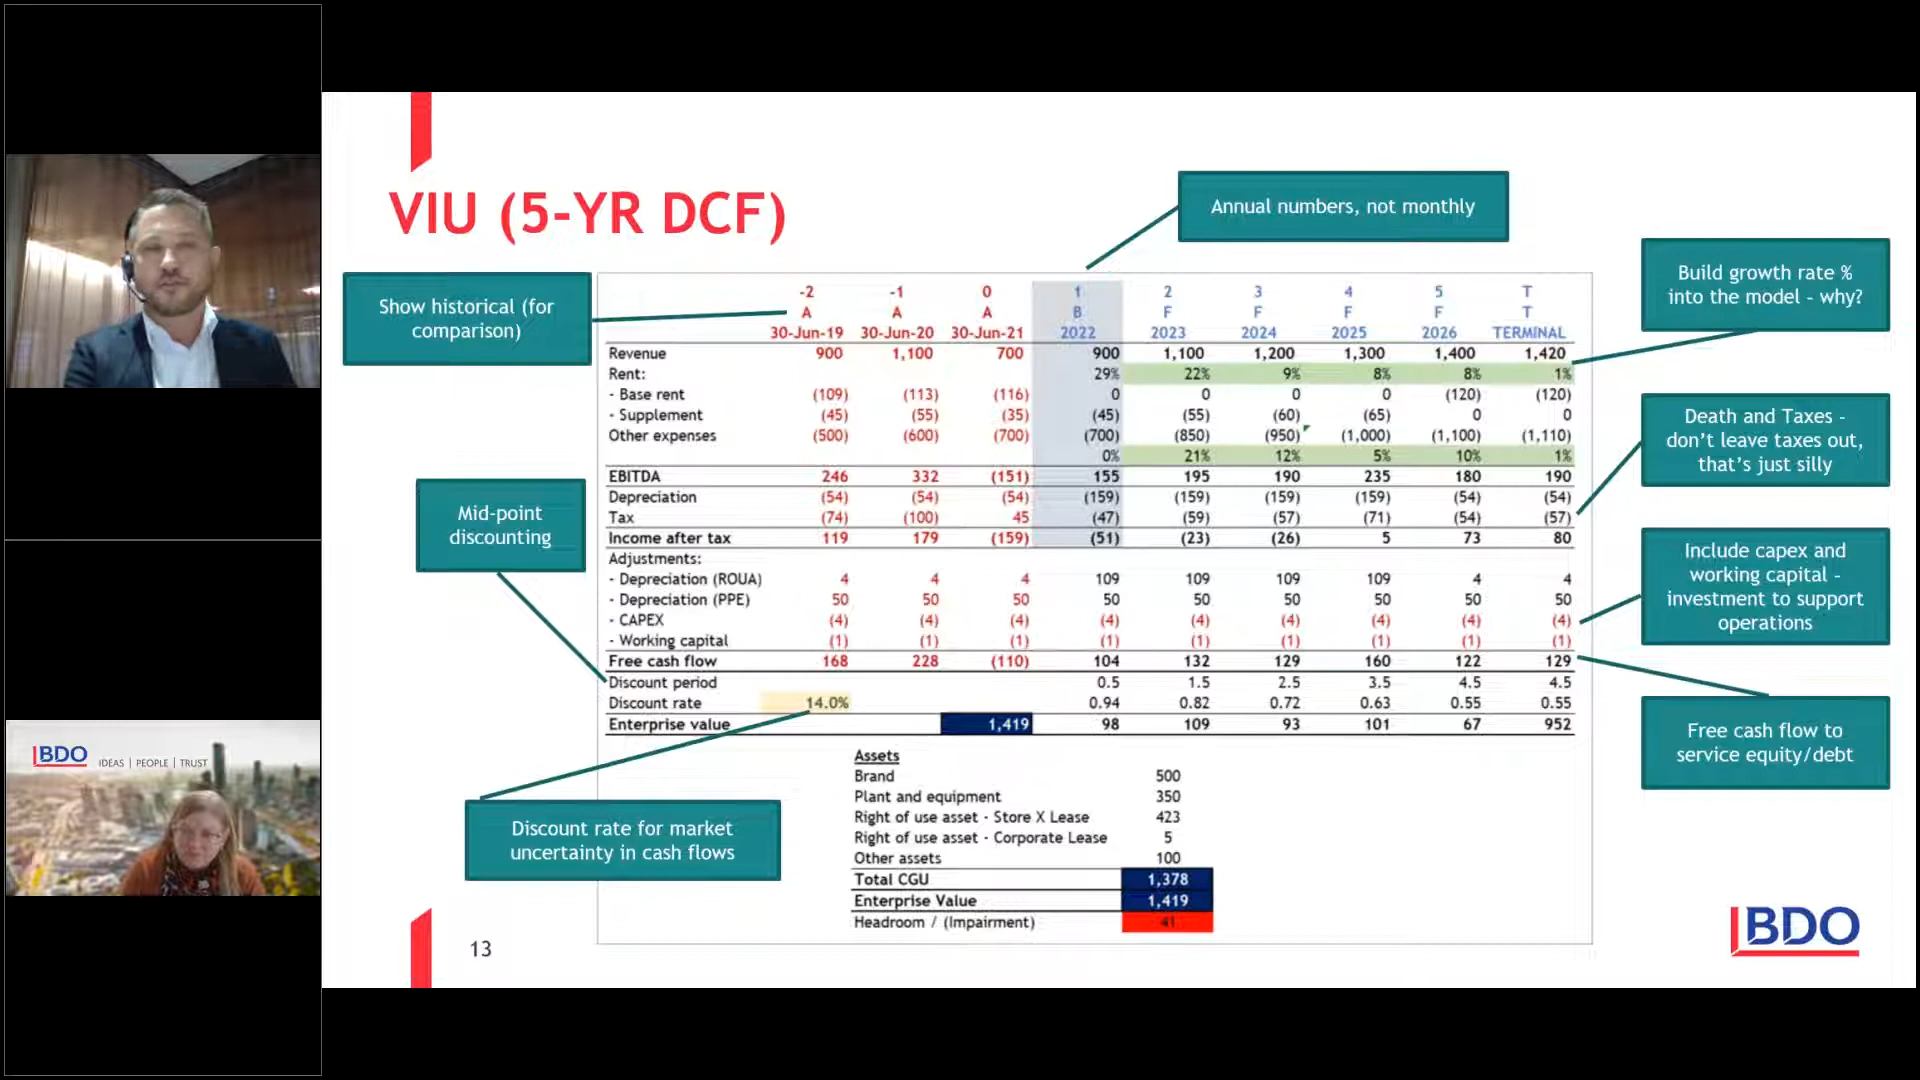 VIU (5-YR DCF)
Annual numbers, not monthly
Build growth rate %
into the model - why?
Show historical (for
comparison)
-2 -1 0 1 2 3 4 5 T
A A A B F F F F T
30-Jun-19 30-Jun-20 30-Jun-21 2022 2023 2024 2025 2026 TERMINAL
Revenue 900 1,100 700 900 1,100 1,200 1,300 1,400 1,420
Rent: 29% 22% 9% 8% 8% 1%
- Base rent (109) (113) (116) 0 0 0 0 (120) (120)
- Supplement (45) (55) (35) (45) (55) (60) (65) 0 0
Other expenses (500) (600) (700) (700) (850) (950) (1,000) (1,100) (1,110)
0% 21% 12% 5% 10% 1%
EBITDA 246 332 (151) 155 195 190 235 180 190
Depreciation (54) (54) (54) (159) (159) (159) (159) (54) (54)
Tax (74) (100) 45 (47) (59) (57) (71) (54) (57)
Income after tax 119 179 (159) (51) (23) (26) 5 73 80
Adjustments:
- Depreciation (ROUA) 4 4 4 109 109 109 109 4 4
- Depreciation (PPE) 50 50 50 50 50 50 50 50 50
- CAPEX (4) (4) (4) (4) (4) (4) (4) (4) (4)
- Working capital (1) (1) (1) (1) (1) (1) (1) (1) (1)
Free cash flow 168 228 (110) 104 132 129 160 122 129
Discount period 0.5 1.5 2.5 3.5 4.5 4.5
Discount rate 14.0% 0.94 0.82 0.72 0.63 0.55 0.55
Enterprise value 1,419 98 109 93 101 67 952
Death and Taxes -
don't leave taxes out,
that's just silly
Mid-point
discounting
Include capex and
working capital -
investment to support
operations
Free cash flow to
service equity/debt
Discount rate for market
uncertainty in cash flows
Assets
Brand 500
Plant and equipment 350
Right of use asset - Store X Lease 423
Right of use asset - Corporate Lease 5
Other assets 100
Total CGU 1,378
Enterprise Value 1,419
Headroom / (Impairment) 41
13
BDO
BDO IDEAS | PEOPLE | TRUST